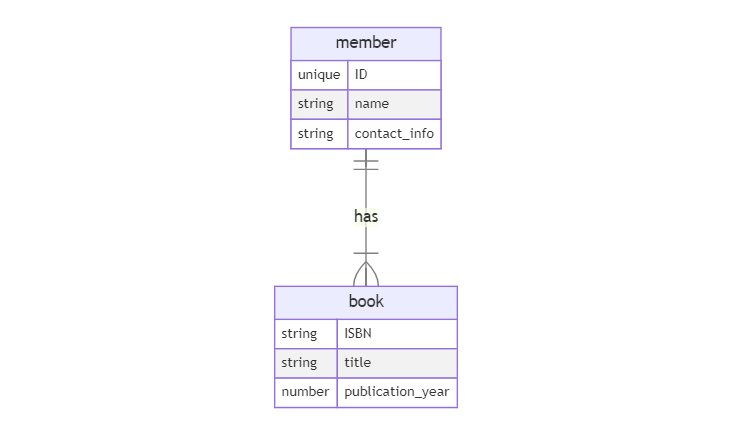 member
unique ID
string name
string contact_info
has
book
string ISBN
string title
number publication_year